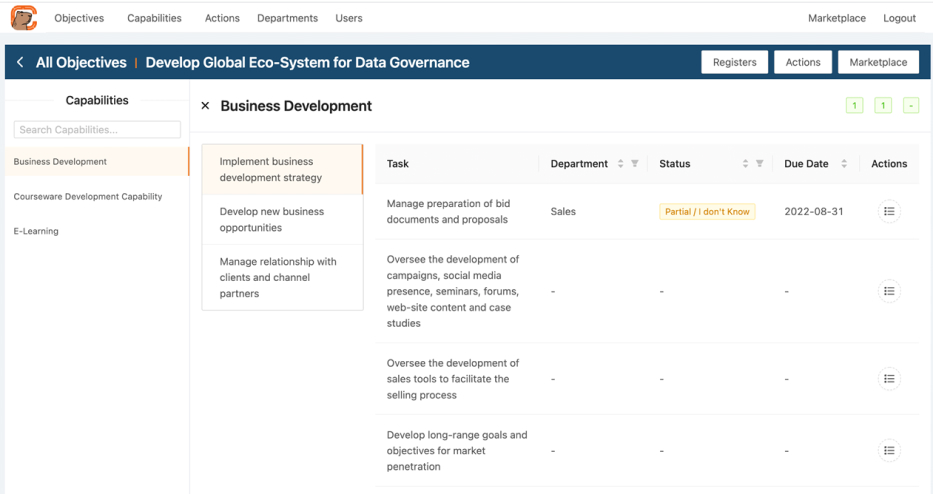 Objectives Capabilities Actions Departments Users Marketplace Logout
All Objectives | Develop Global Eco-System for Data Governance Registers Actions Marketplace
Capabilities
Search Capabilities...
Business Development
Courseware Development Capability
E-Learning
× Business Development 1 1 -
Implement business
development strategy
Develop new business
opportunities
Manage relationship with
clients and channel
partners
Task Department Status Due Date Actions
Manage preparation of bid
documents and proposals
Sales Partial / I don't Know 2022-08-31
Oversee the development of
campaigns, social media
presence, seminars, forums,
web-site content and case
studies
- - -
Oversee the development of
sales tools to facilitate the
selling process
- - -
Develop long-range goals and
objectives for market
penetration
- - -